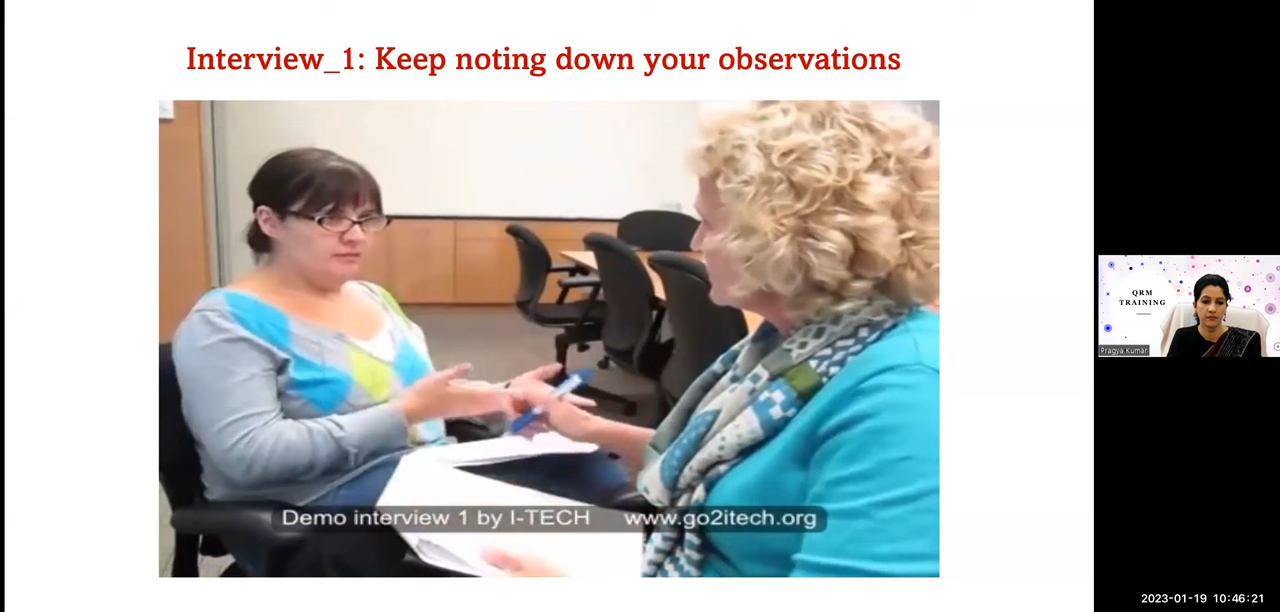 Interview_1: Keep noting down your observations
Demo interview 1 by I-TECH www.go2itech.org
QRM
TRAINING
Pragya Kumar
2023-01-19 10:46:21